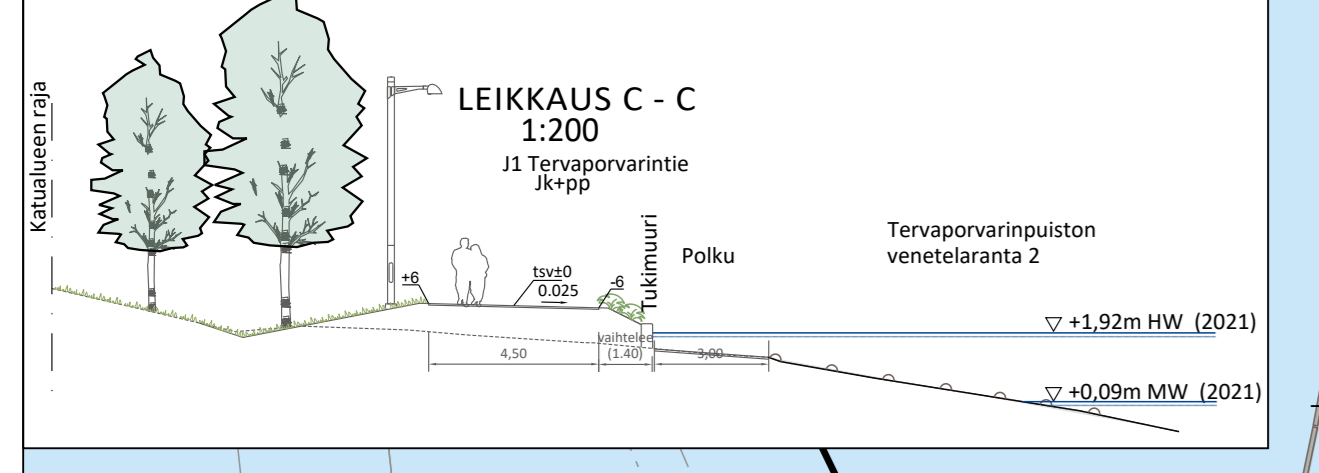 Katualueen raja
LEIKKAUS C - C
1:200
J1 Tervaporvarintie
Jk+pp
Tukimuuri
Polku
Tervaporvarinpuiston
venetelaranta 2
+6
tsv±0
0.025
-6
+1,92m HW (2021)
vaihtelee
4,50
(1.40)
3,00
+0,09m MW (2021)